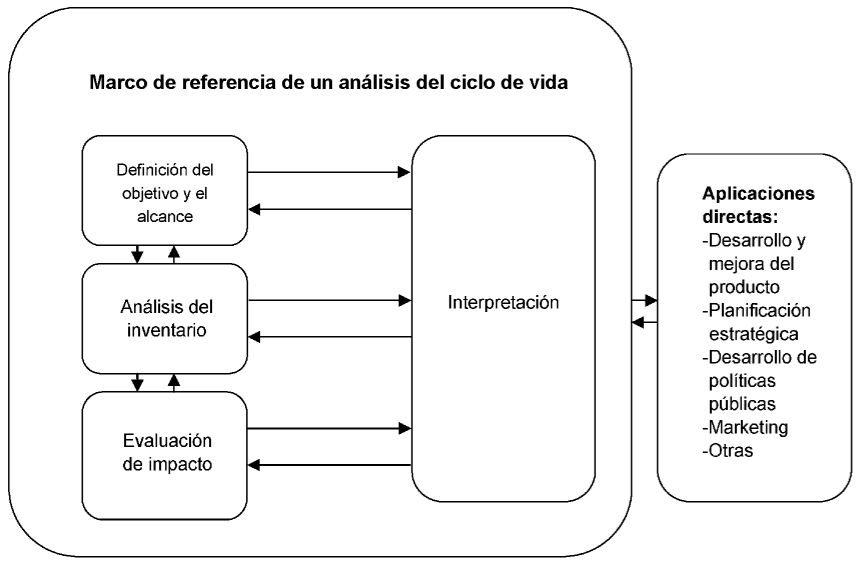 Marco de referencia de un análisis del ciclo de vida
Definición del
objetivo y el
alcance
Análisis del
inventario
Evaluación
de impacto
Interpretación
Aplicaciones
directas:
-Desarrollo y
mejora del
producto
-Planificación
estratégica
-Desarrollo de
políticas
públicas
-Marketing
-Otras